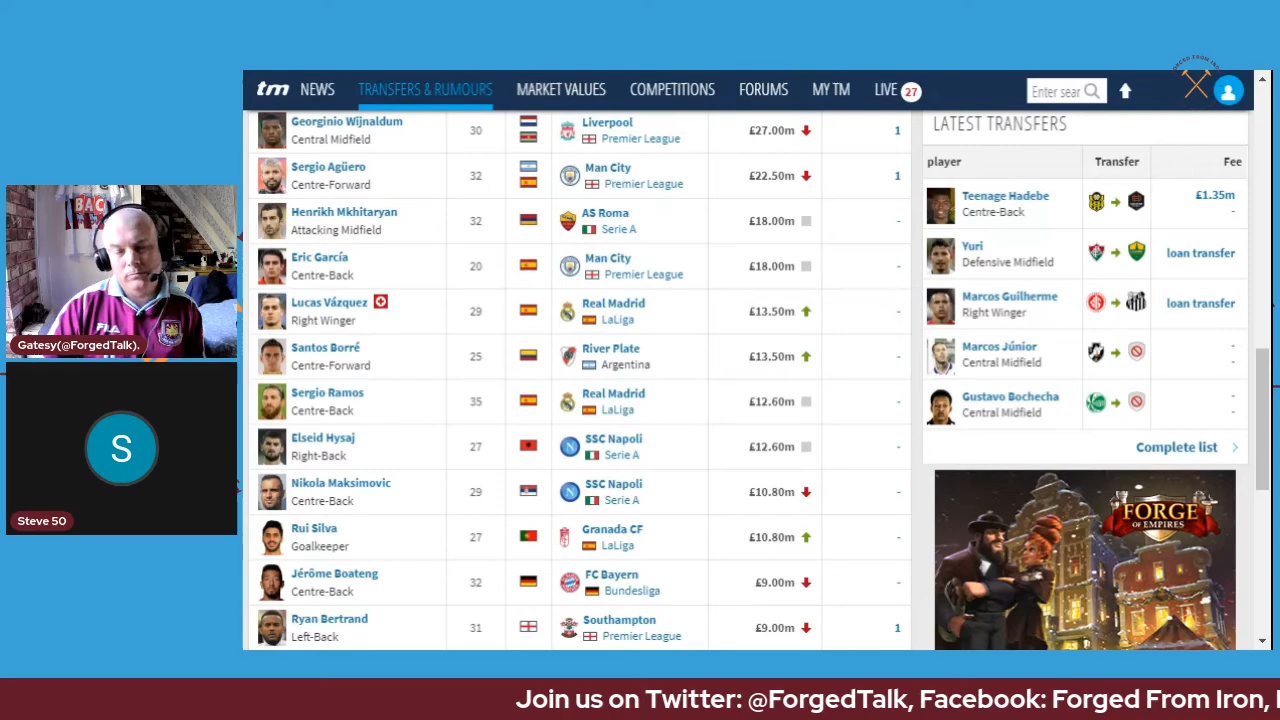 FORGED FROM IRON
tm NEWS TRANSFERS & RUMOURS MARKET VALUES COMPETITIONS FORUMS MY TM LIVE 27 Enter sear
Georginio Wijnaldum
Central Midfield
30
Liverpool
Premier League
£27.00m
1
Sergio Agüero
Centre-Forward
32
Man City
Premier League
£22.50m
1
Henrikh Mkhitaryan
Attacking Midfield
32
AS Roma
Serie A
£18.00m
-
Eric García
Centre-Back
20
Man City
Premier League
£18.00m
-
Lucas Vázquez
Right Winger
29
Real Madrid
LaLiga
£13.50m
-
Santos Borré
Centre-Forward
25
River Plate
Argentina
£13.50m
-
Sergio Ramos
Centre-Back
35
Real Madrid
LaLiga
£12.60m
-
Elseid Hysaj
Right-Back
27
SSC Napoli
Serie A
£12.60m
-
Nikola Maksimovic
Centre-Back
29
SSC Napoli
Serie A
£10.80m
-
Rui Silva
Goalkeeper
27
Granada CF
LaLiga
£10.80m
-
Jérôme Boateng
Centre-Back
32
FC Bayern
Bundesliga
£9.00m
-
Ryan Bertrand
Left-Back
31
Southampton
Premier League
£9.00m
1
LATEST TRANSFERS
player Transfer Fee
Teenage Hadebe
Centre-Back
£1.35m
-
Yuri
Defensive Midfield
loan transfer
Marcos Guilherme
Right Winger
loan transfer
Marcos Júnior
Central Midfield
-
-
Gustavo Bochecha
Central Midfield
-
-
Complete list
FORGE
OF EMPIRES
BAC
FILA
Gatesy(@ForgedTalk).
S
Steve 50
Join us on Twitter: @ForgedTalk, Facebook: Forged From Iron,